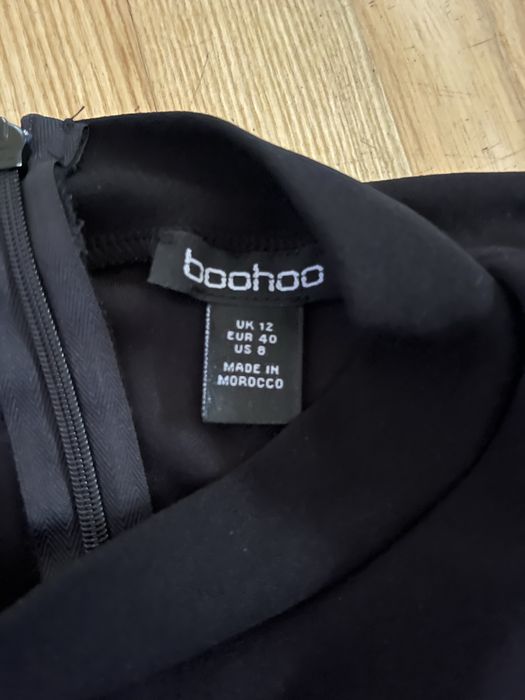 boohoo
UK 12
EUR 40
US 8
MADE IN
MOROCCO